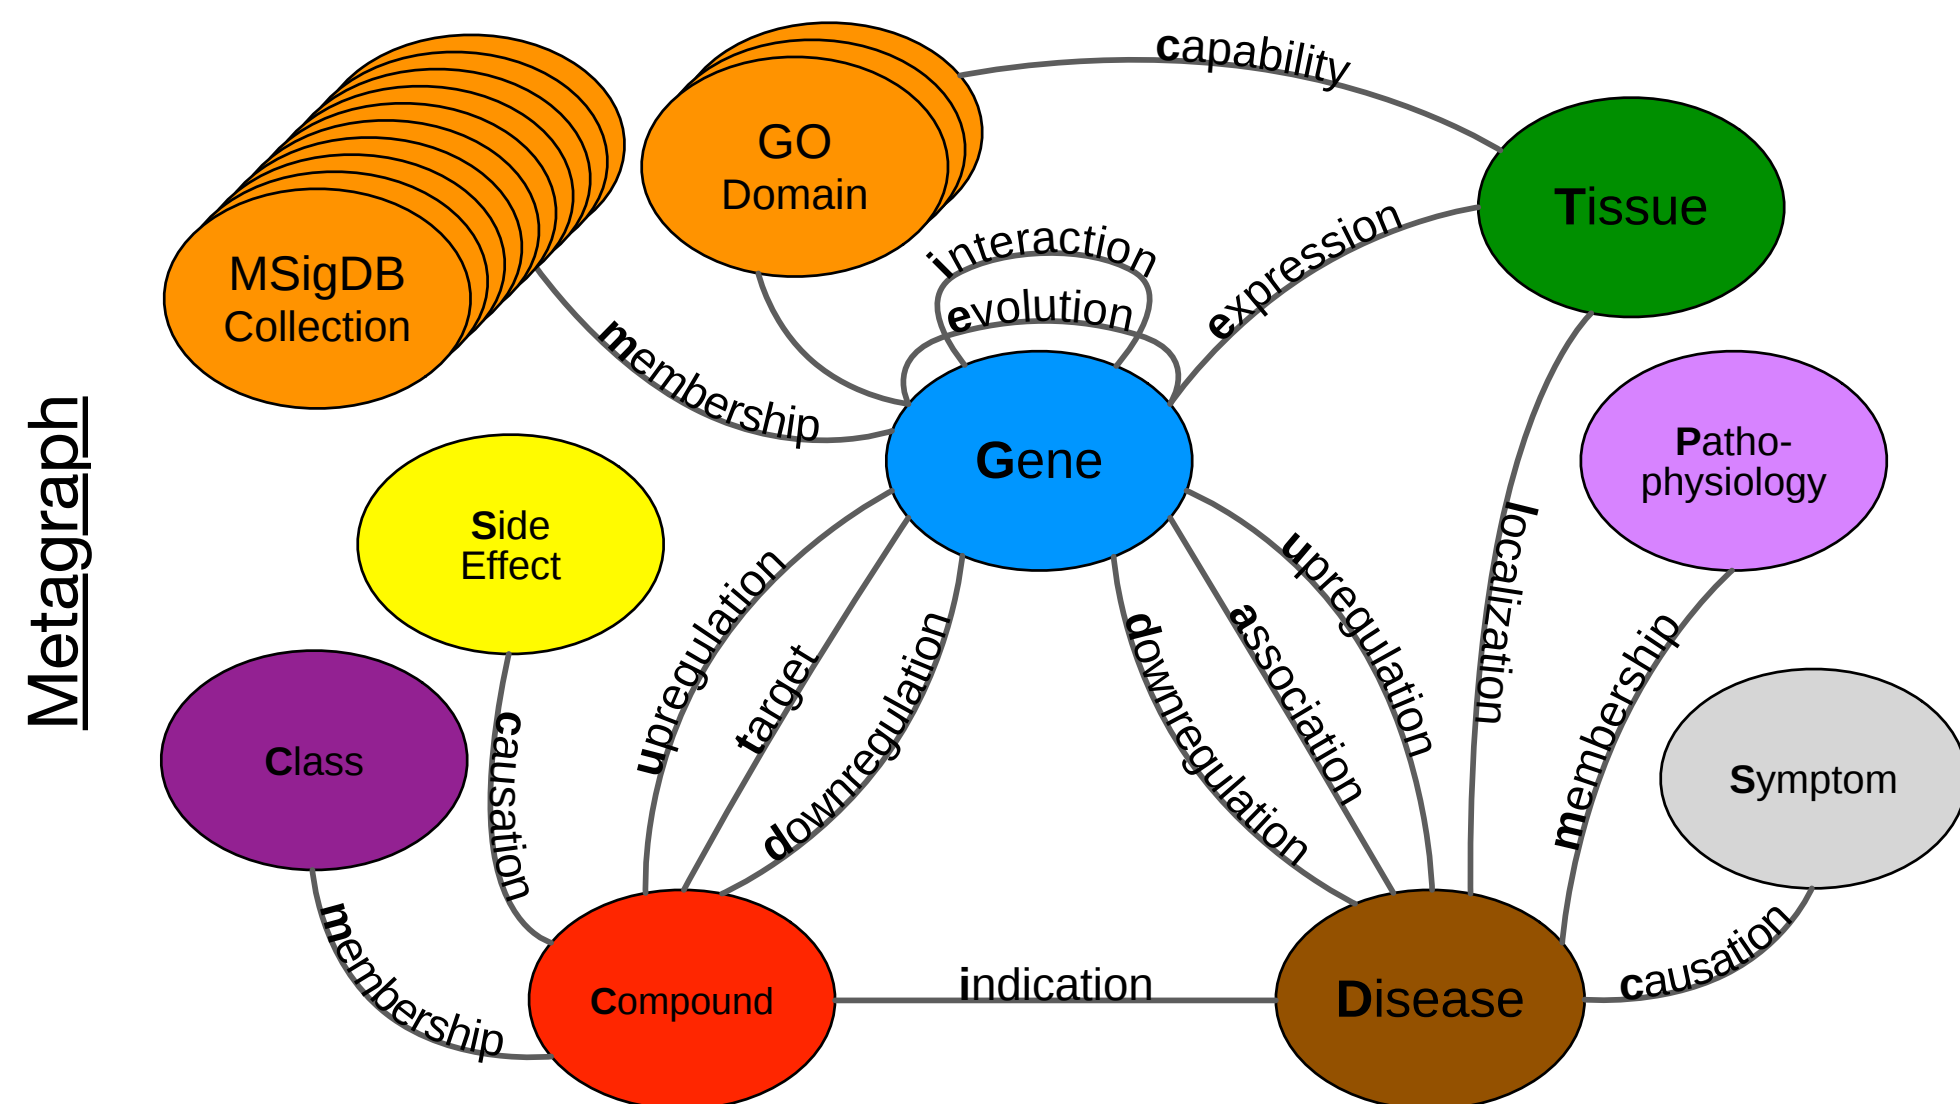 Metagraph
MSigDB
Collection
GO
Domain
capability
Tissue
interaction
evolution
expression
membership
Gene
Patho-
physiology
Side
Effect
localization
upregulation
target
downregulation
downregulation
association
upregulation
membership
Class
causation
Symptom
membership
Compound
indication
Disease
causation